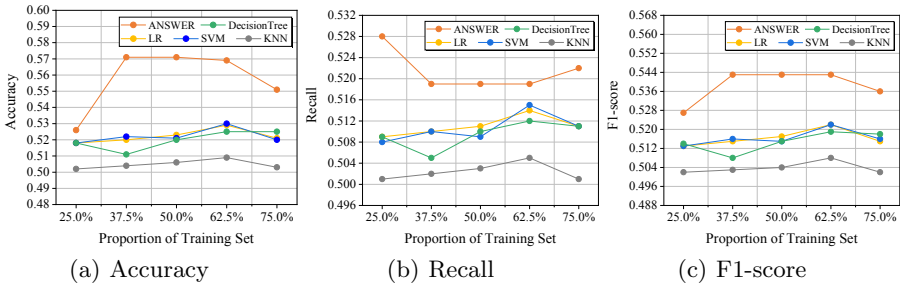 0.60
0.59
0.58
0.57
0.56
0.55
0.54
0.53
0.52
0.51
0.50
0.49
0.48
Accuracy
ANSWER DecisionTree
LR SVM KNN
25.0% 37.5% 50.0% 62.5% 75.0%
Proportion of Training Set
(a) Accuracy
0.532
0.528
0.524
0.520
0.516
0.512
0.508
0.504
0.500
0.496
Recall
ANSWER DecisionTree
LR SVM KNN
25.0% 37.5% 50.0% 62.5% 75.0%
Proportion of Training Set
(b) Recall
0.568
0.560
0.552
0.544
0.536
0.528
0.520
0.512
0.504
0.496
0.488
F1-score
ANSWER DecisionTree
LR SVM KNN
25.0% 37.5% 50.0% 62.5% 75.0%
Proportion of Training Set
(c) F1-score